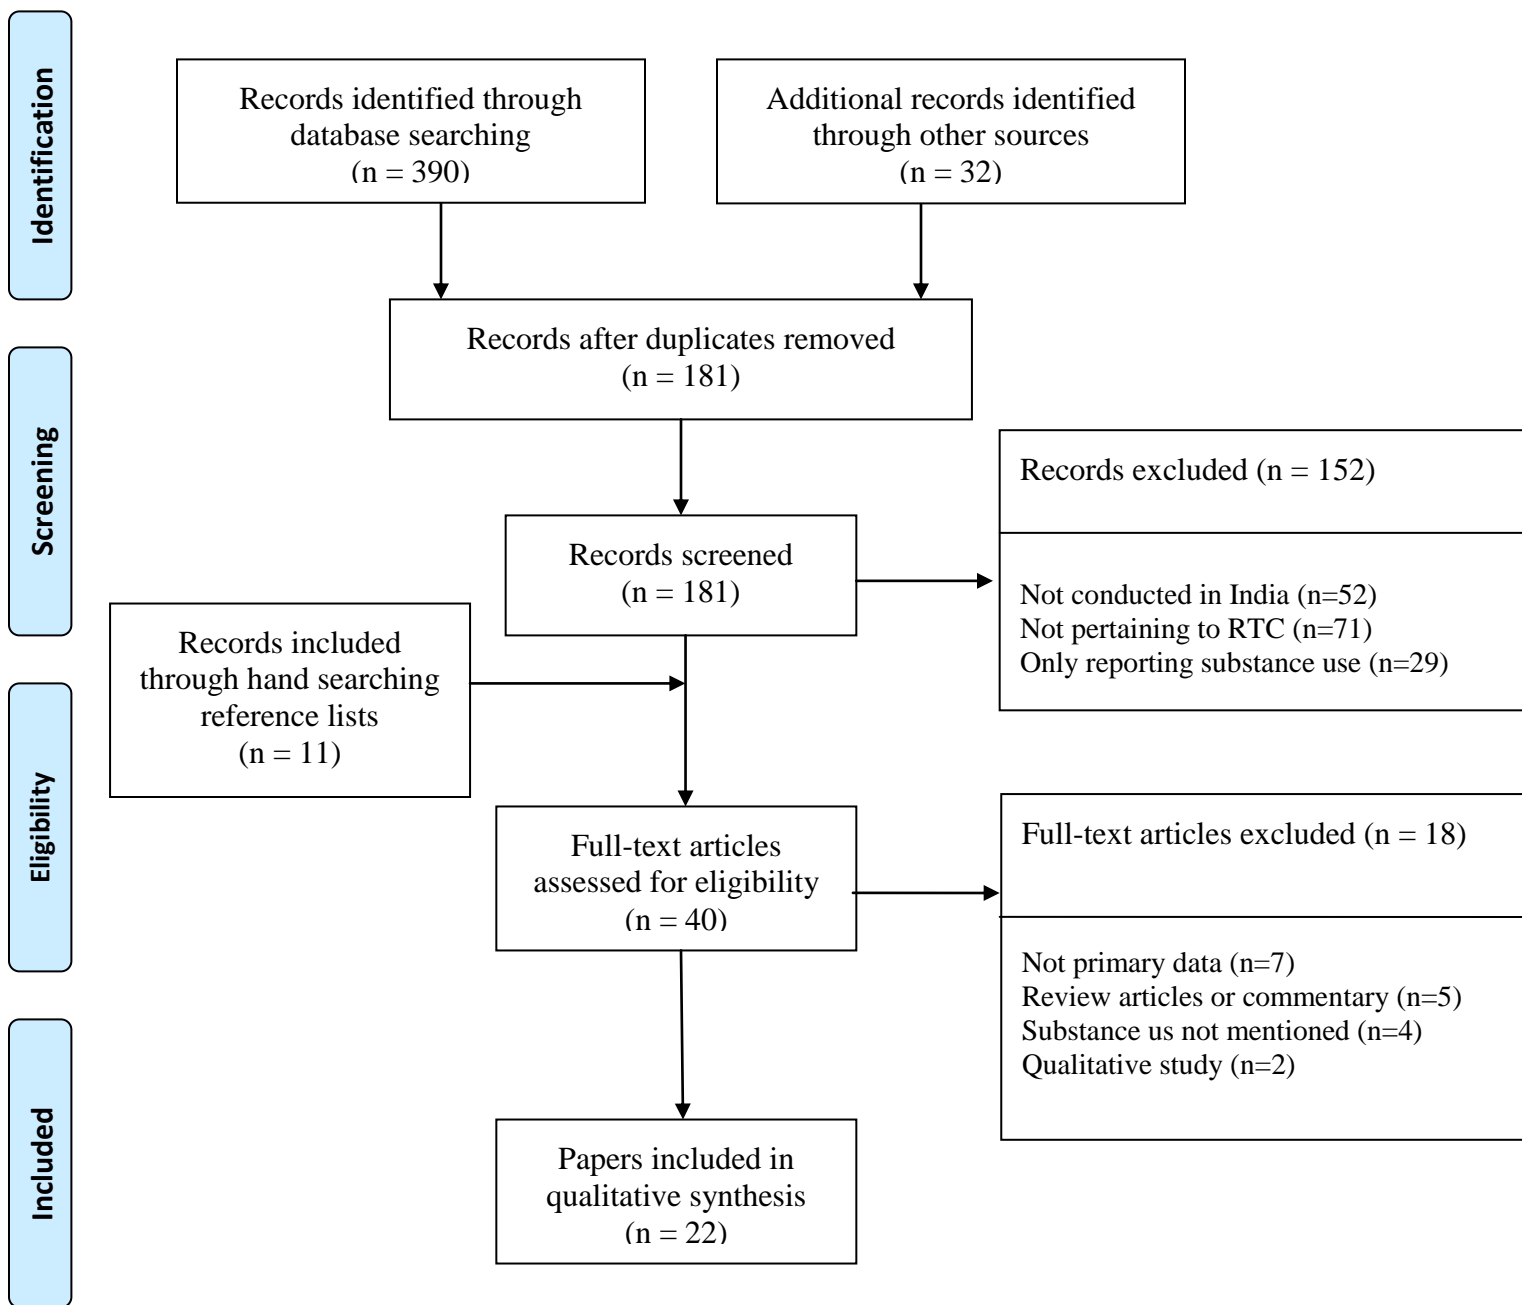 Identification
Records identified through
database searching
(n = 390)
Additional records identified
through other sources
(n = 32)
Records after duplicates removed
(n = 181)
Screening
Records screened
(n = 181)
Records excluded (n = 152)
Not conducted in India (n=52)
Not pertaining to RTC (n=71)
Only reporting substance use (n=29)
Records included
through hand searching
reference lists
(n = 11)
Eligibility
Full-text articles
assessed for eligibility
(n = 40)
Full-text articles excluded (n = 18)
Not primary data (n=7)
Review articles or commentary (n=5)
Substance us not mentioned (n=4)
Qualitative study (n=2)
Included
Papers included in
qualitative synthesis
(n = 22)